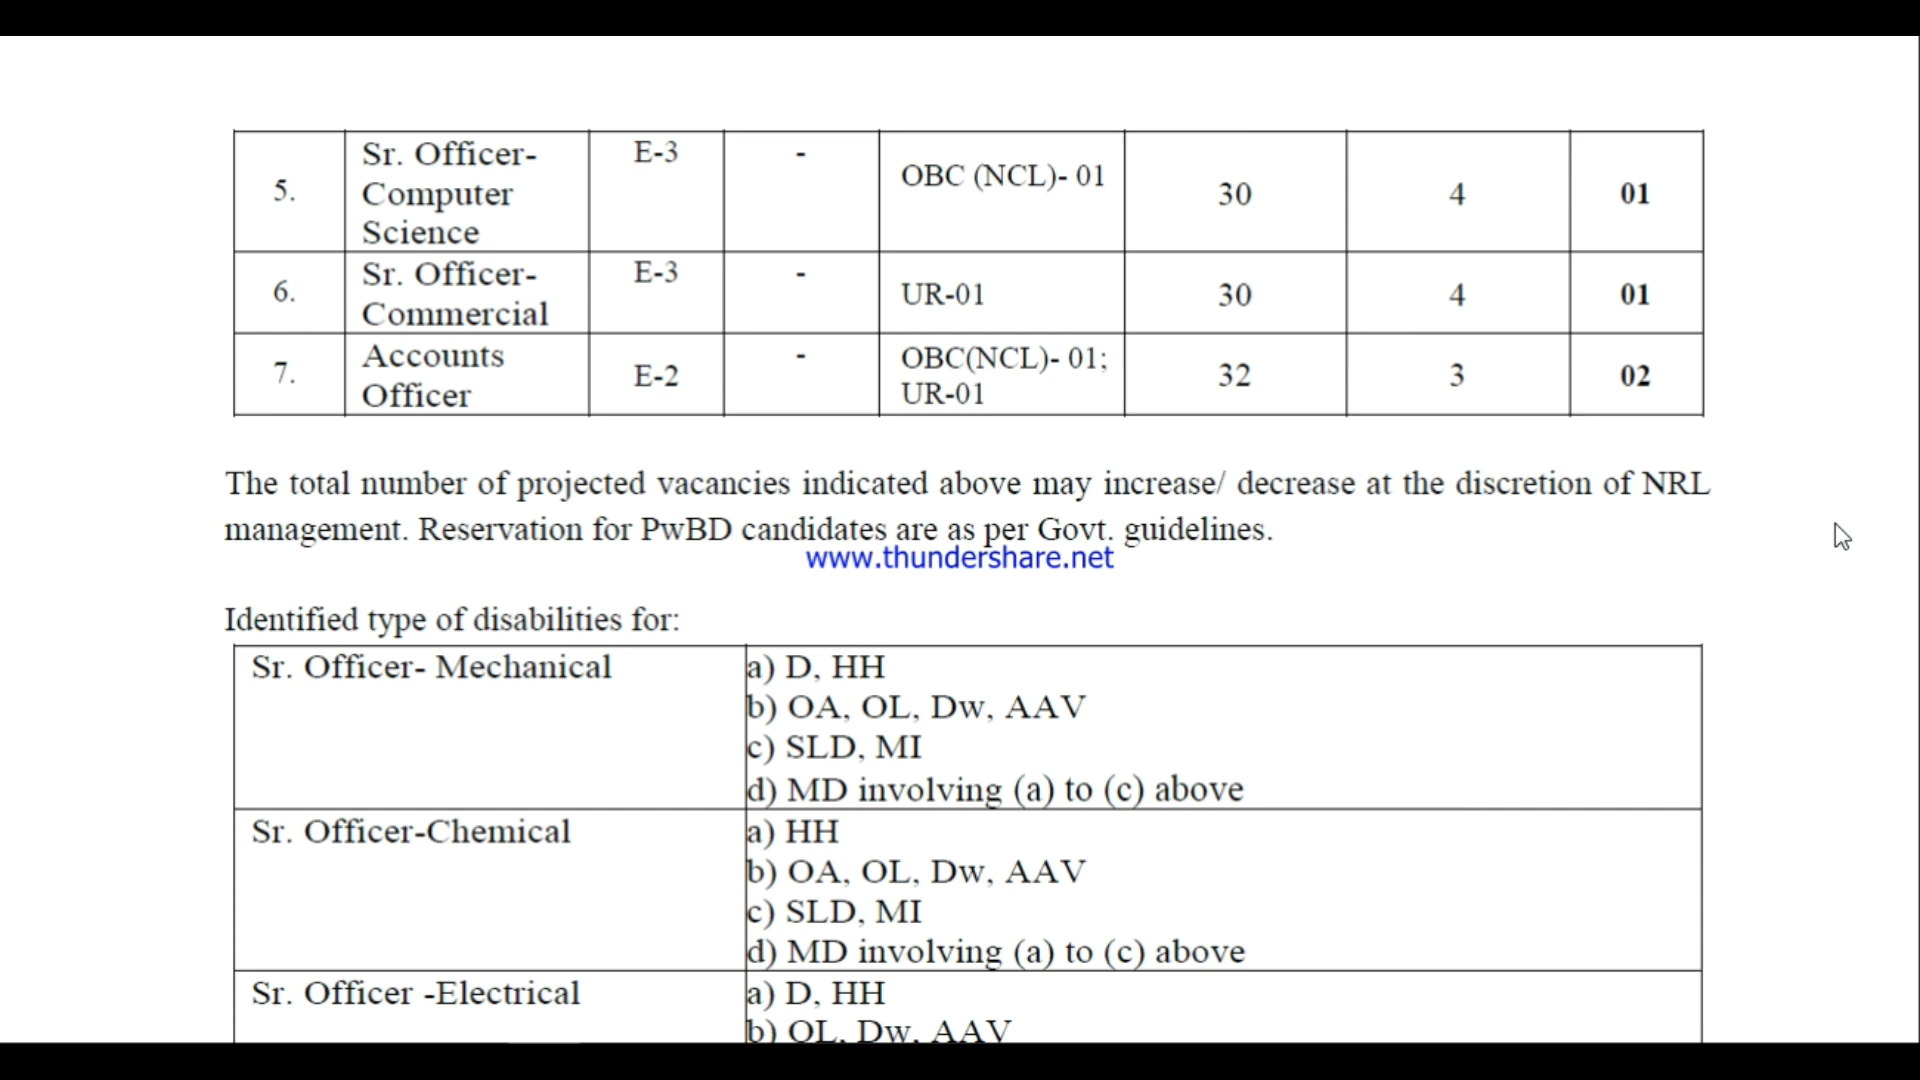 5. Sr. Officer- E-3 - OBC (NCL)- 01 30 4 01
Computer
Science
6. Sr. Officer- E-3 - UR-01 30 4 01
Commercial
7. Accounts E-2 - OBC(NCL)- 01; 32 3 02
Officer UR-01
The total number of projected vacancies indicated above may increase/ decrease at the discretion of NRL
management. Reservation for PwBD candidates are as per Govt. guidelines.
www.thundershare.net
Identified type of disabilities for:
Sr. Officer- Mechanical a) D, HH
b) OA, OL, Dw, AAV
c) SLD, MI
d) MD involving (a) to (c) above
Sr. Officer-Chemical a) HH
b) OA, OL, Dw, AAV
c) SLD, MI
d) MD involving (a) to (c) above
Sr. Officer -Electrical a) D, HH
b) OL, Dw, AAV